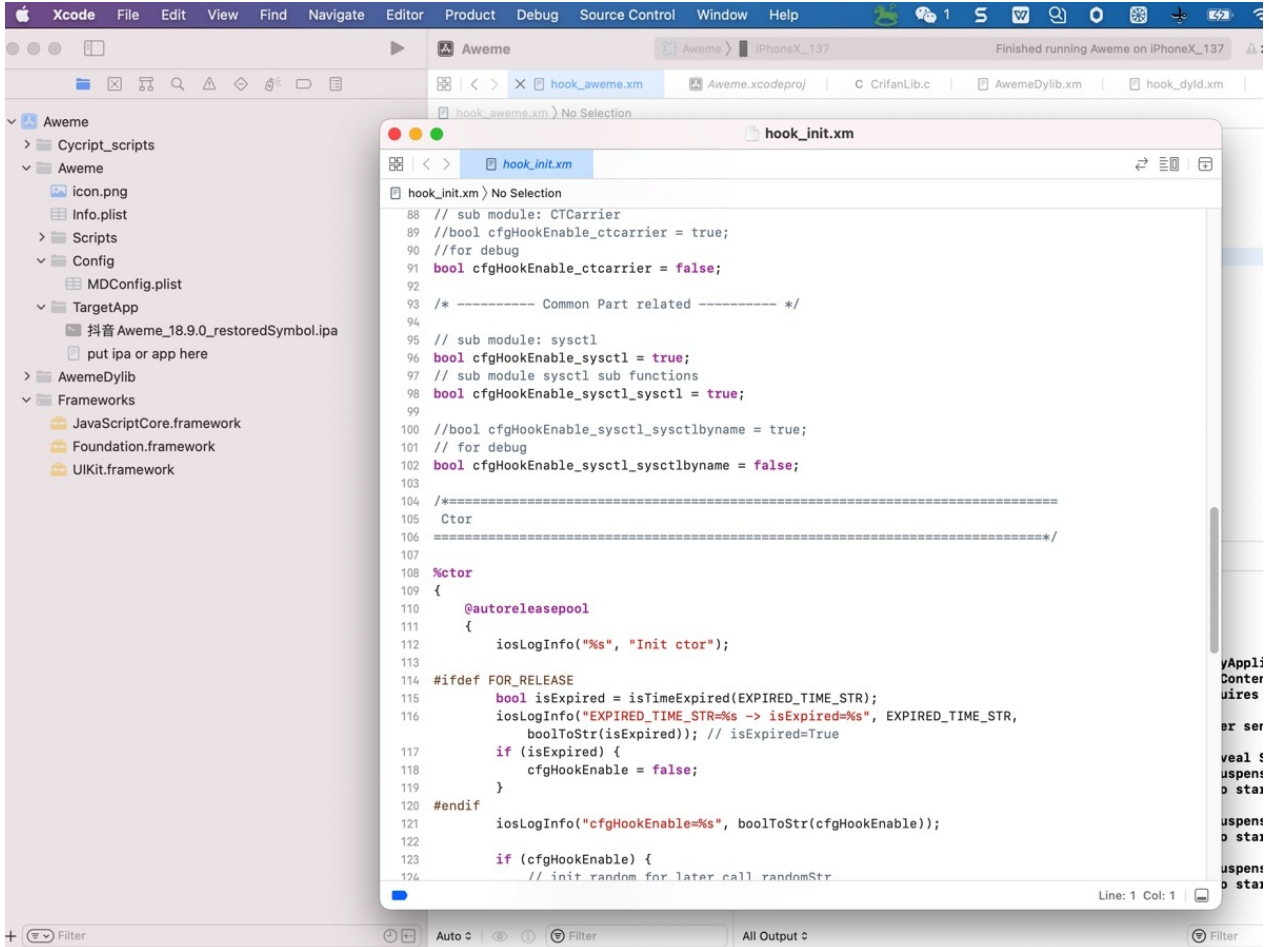 Xcode File Edit View Find Navigate Editor Product Debug Source Control Window Help 1
Aweme
Aweme 〉 iPhoneX_137
Finished running Aweme on iPhoneX_137
hook_aweme.xm
Aweme.xcodeproj
CrifanLib.c
AwemeDylib.xm
hook_dyld.xm
hook_aweme.xm 〉 No Selection
Aweme
Cycript_scripts
Aweme
icon.png
Info.plist
Scripts
Config
MDConfig.plist
TargetApp
抖音 Aweme_18.9.0_restoredSymbol.ipa
put ipa or app here
AwemeDylib
Frameworks
JavaScriptCore.framework
Foundation.framework
UIKit.framework
hook_init.xm
hook_init.xm
hook_init.xm 〉 No Selection
88 // sub module: CTCarrier
89 //bool cfgHookEnable_ctcarrier = true;
90 //for debug
91 bool cfgHookEnable_ctcarrier = false;
92
93 /* ---------- Common Part related ---------- */
94
95 // sub module: sysctl
96 bool cfgHookEnable_sysctl = true;
97 // sub module sysctl sub functions
98 bool cfgHookEnable_sysctl_sysctl = true;
99
100 //bool cfgHookEnable_sysctl_sysctlbyname = true;
101 // for debug
102 bool cfgHookEnable_sysctl_sysctlbyname = false;
103
104 /*==============================================================================
105 Ctor
106 ==============================================================================*/
107
108 %ctor
109 {
110 @autoreleasepool
111 {
112 iosLogInfo("%s", "Init ctor");
113
114 #ifdef FOR_RELEASE
115 bool isExpired = isTimeExpired(EXPIRED_TIME_STR);
116 iosLogInfo("EXPIRED_TIME_STR=%s -> isExpired=%s", EXPIRED_TIME_STR,
boolToStr(isExpired)); // isExpired=True
117 if (isExpired) {
118 cfgHookEnable = false;
119 }
120 #endif
121 iosLogInfo("cfgHookEnable=%s", boolToStr(cfgHookEnable));
122
123 if (cfgHookEnable) {
124 // init random for later call randomStr
Line: 1 Col: 1
Filter
Auto
Filter
All Output
Filter